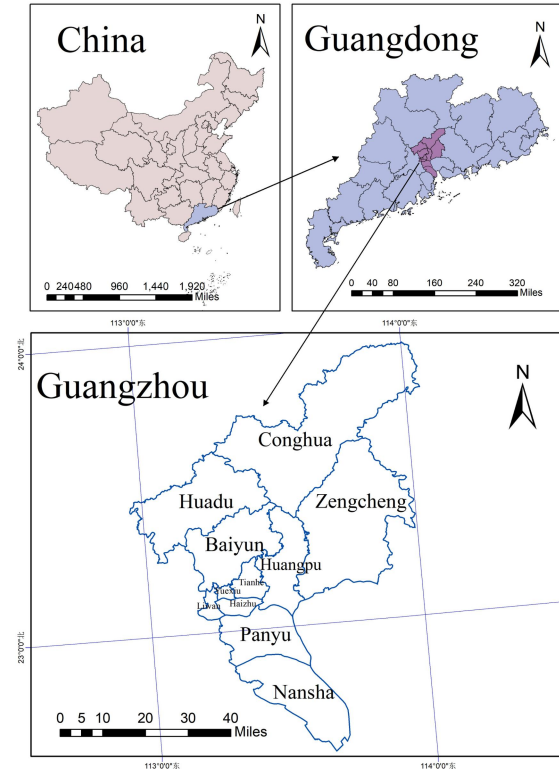 China
N
0 240480 960 1,440 1,920
Miles
Guangdong
N
0 40 80 160 240 320
Miles
113°0'0"东
114°0'0"东
24°0'0"北
Guangzhou
N
Conghua
Huadu
Zengcheng
Baiyun
Huangpu
Tianhe
Yuexiu
Liwan
Haizhu
Panyu
23°0'0"北
Nansha
0 5 10 20 30 40
Miles
113°0'0"东
114°0'0"东